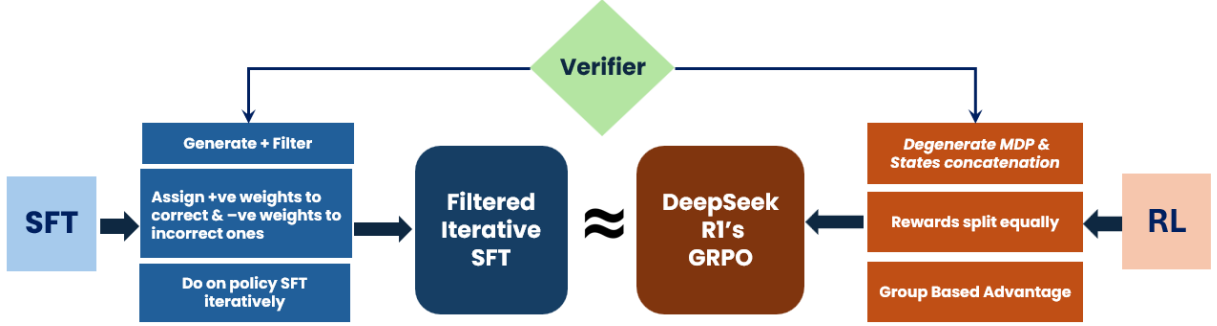 Verifier
SFT
Generate + Filter
Assign +ve weights to
correct & –ve weights to
incorrect ones
Do on policy SFT
iteratively
Filtered
Iterative
SFT
≈
DeepSeek
R1's
GRPO
Degenerate MDP &
States concatenation
Rewards split equally
Group Based Advantage
RL